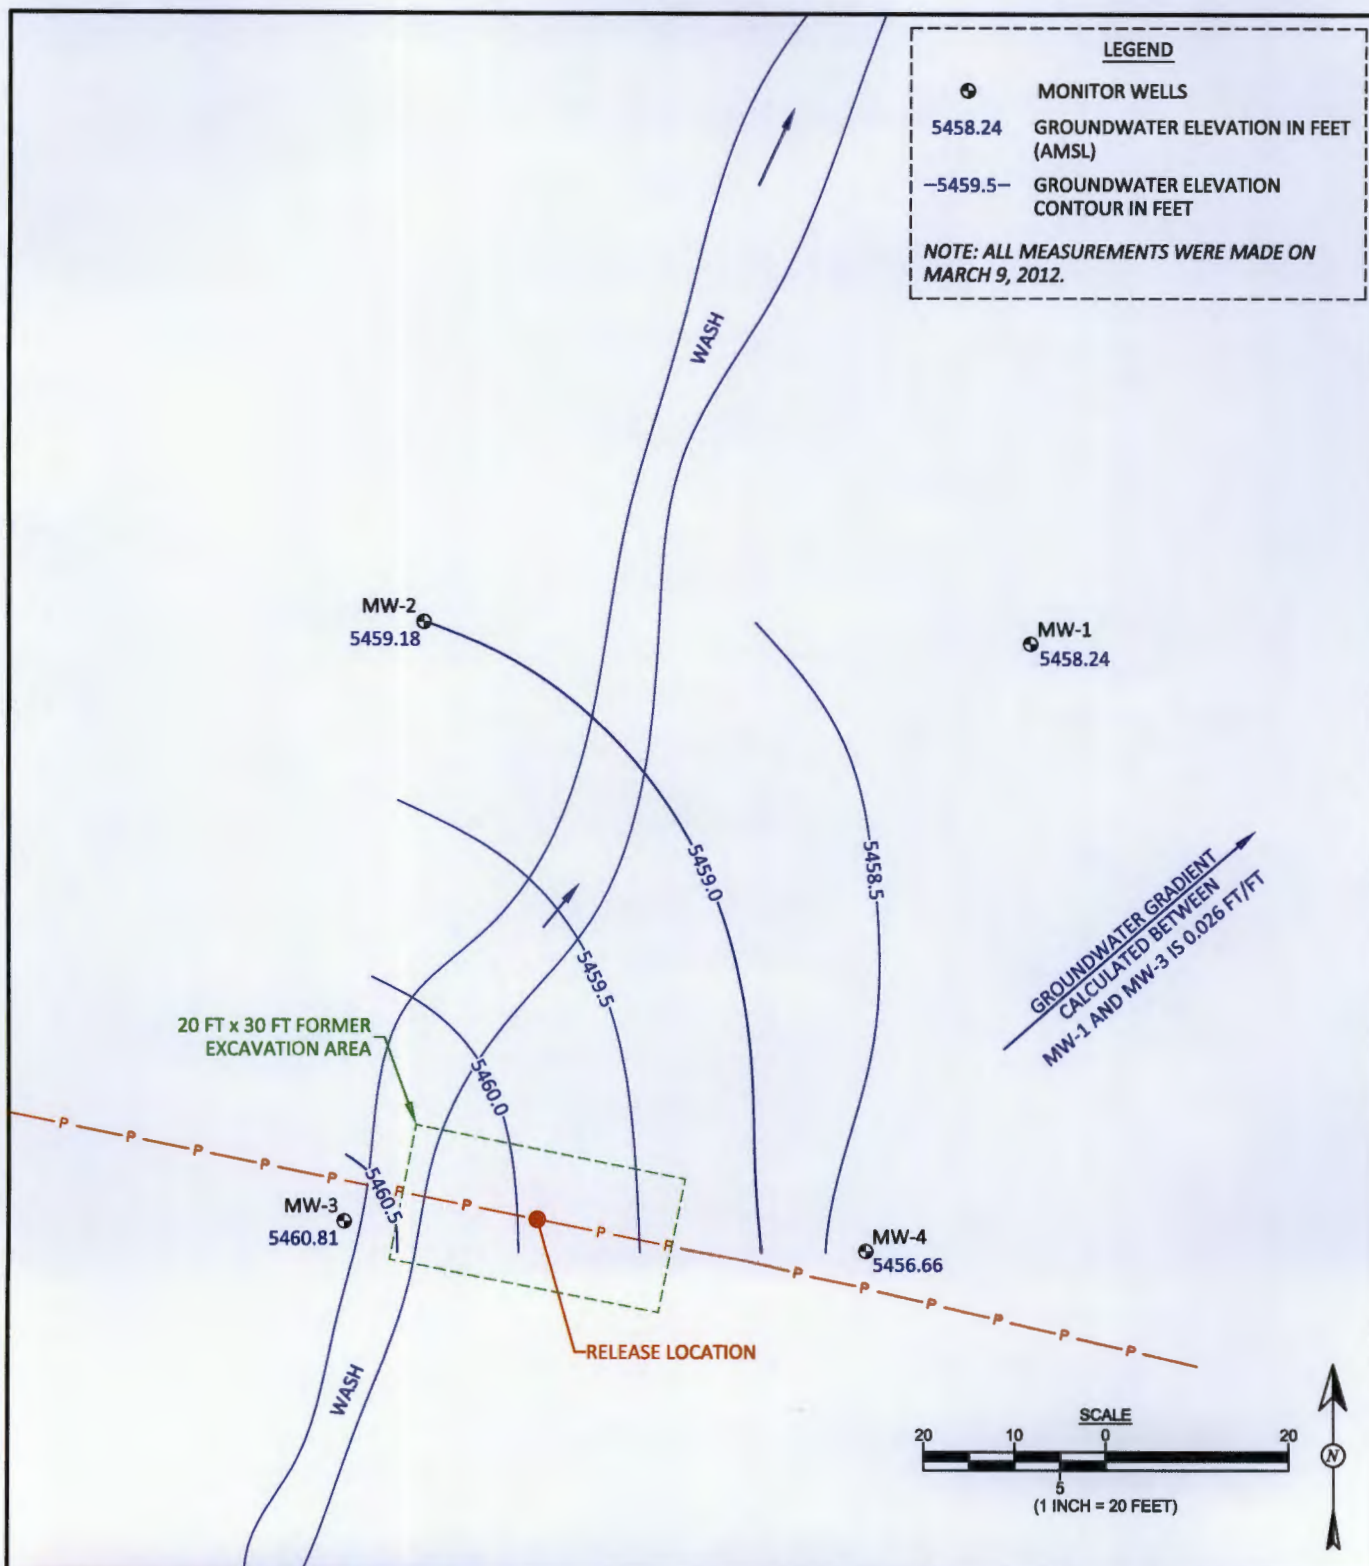 LEGEND
MONITOR WELLS
5458.24 GROUNDWATER ELEVATION IN FEET
(AMSL)
–5459.5– GROUNDWATER ELEVATION
CONTOUR IN FEET
NOTE: ALL MEASUREMENTS WERE MADE ON
MARCH 9, 2012.
WASH
MW-2
5459.18
MW-1
5458.24
5459.0
5458.5
5459.5
GROUNDWATER GRADIENT
CALCULATED BETWEEN
MW-1 AND MW-3 IS 0.026 FT/FT
20 FT x 30 FT FORMER
EXCAVATION AREA
5460.0
P P P P P P P P P P P P P P P P
5460.5
MW-3
5460.81
MW-4
5456.66
RELEASE LOCATION
WASH
SCALE
20 10 0 20
5
(1 INCH = 20 FEET)
N